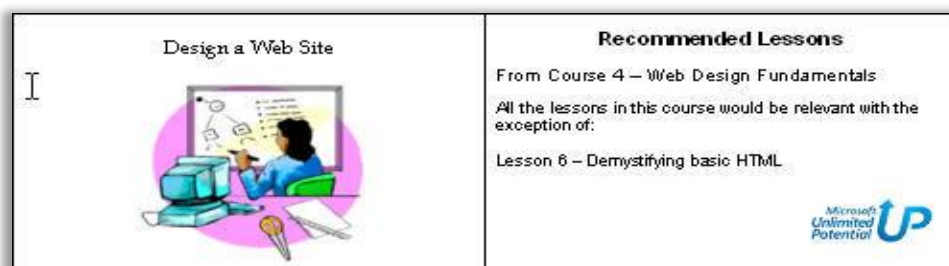 Design a Web Site
Recommended Lessons
From Course 4 – Web Design Fundamentals
All the lessons in this course would be relevant with the
exception of:
Lesson 6 – Demystifying basic HTML
Microsoft
Unlimited
Potential
UP